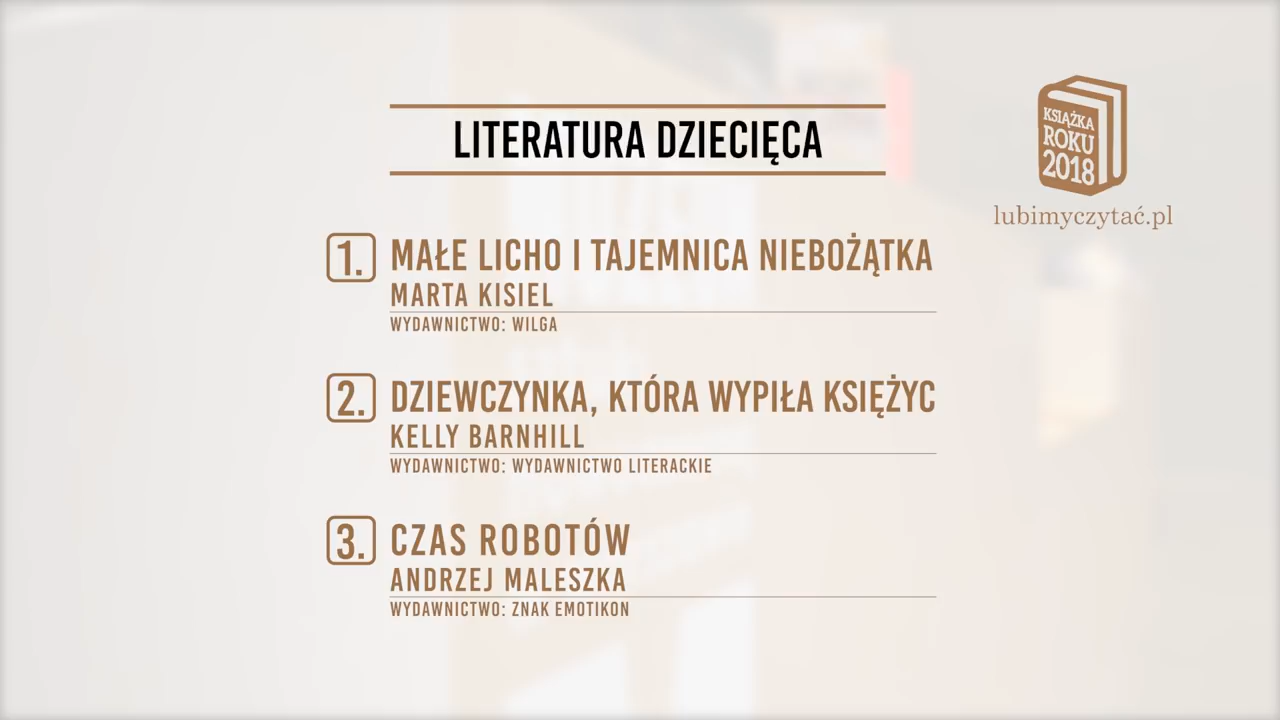 LITERATURA DZIECIĘCA
KSIĄŻKA
ROKU
2018
lubimyczytać.pl
1. MAŁE LICHO I TAJEMNICA NIEBOŻĄTKA
MARTA KISIEL
WYDAWNICTWO: WILGA
2. DZIEWCZYNKA, KTÓRA WYPIŁA KSIĘŻYC
KELLY BARNHILL
WYDAWNICTWO: WYDAWNICTWO LITERACKIE
3. CZAS ROBOTÓW
ANDRZEJ MALESZKA
WYDAWNICTWO: ZNAK EMOTIKON